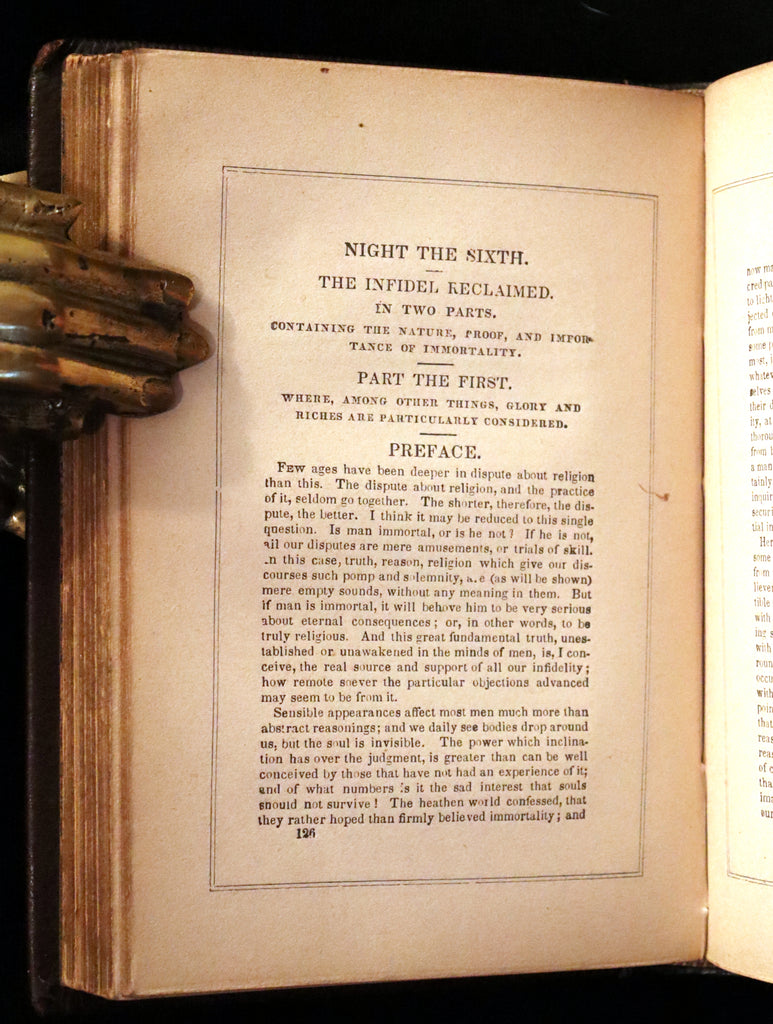 NIGHT THE SIXTH.
THE INFIDEL RECLAIMED.
IN TWO PARTS.
CONTAINING THE NATURE, PROOF, AND IMPOR-
TANCE OF IMMORTALITY.
PART THE FIRST.
WHERE, AMONG OTHER THINGS, GLORY AND
RICHES ARE PARTICULARLY CONSIDERED.
PREFACE.
FEW ages have been deeper in dispute about religion
than this. The dispute about religion, and the practice
of it, seldom go together. The shorter, therefore, the dis-
pute, the better. I think it may be reduced to this single
question. Is man immortal, or is he not? If he is not,
all our disputes are mere amusements, or trials of skill.
In this case, truth, reason, religion which give our dis-
courses such pomp and solemnity, are (as will be shown)
mere empty sounds, without any meaning in them. But
if man is immortal, it will behove him to be very serious
about eternal consequences; or, in other words, to be
truly religious. And this great fundamental truth, unes-
tablished or unawakened in the minds of men, is, I con-
ceive, the real source and support of all our infidelity;
how remote soever the particular objections advanced
may seem to be from it.
Sensible appearances affect most men much more than
abstract reasonings; and we daily see bodies drop around
us, but the soul is invisible. The power which inclina-
tion has over the judgment, is greater than can be well
conceived by those that have not had an experience of it;
and of what numbers is it the sad interest that souls
should not survive! The heathen world confessed, that
they rather hoped than firmly believed immortality; and
126